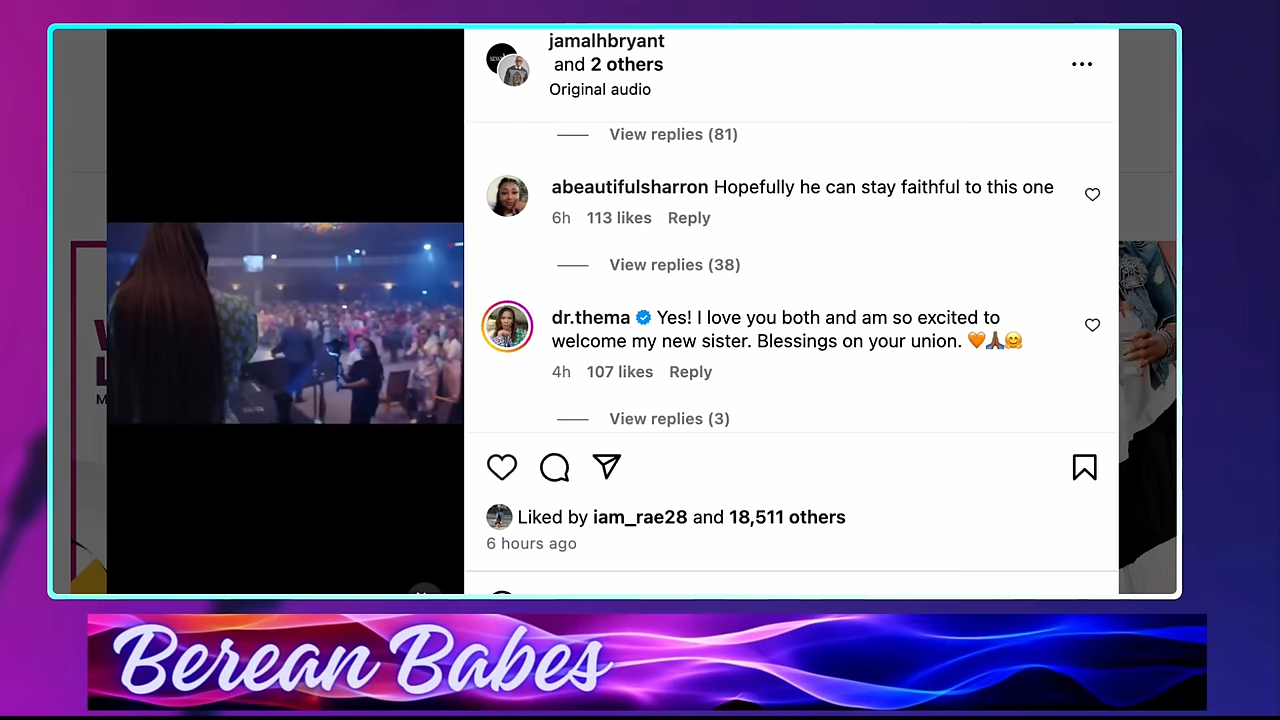 jamalhbryant
and 2 others
Original audio
View replies (81)
abeautifulsharron Hopefully he can stay faithful to this one
6h 113 likes Reply
View replies (38)
dr.thema Yes! I love you both and am so excited to
welcome my new sister. Blessings on your union. 🧡🙏🏾🤗
4h 107 likes Reply
View replies (3)
Liked by iam_rae28 and 18,511 others
6 hours ago
Berean Babes